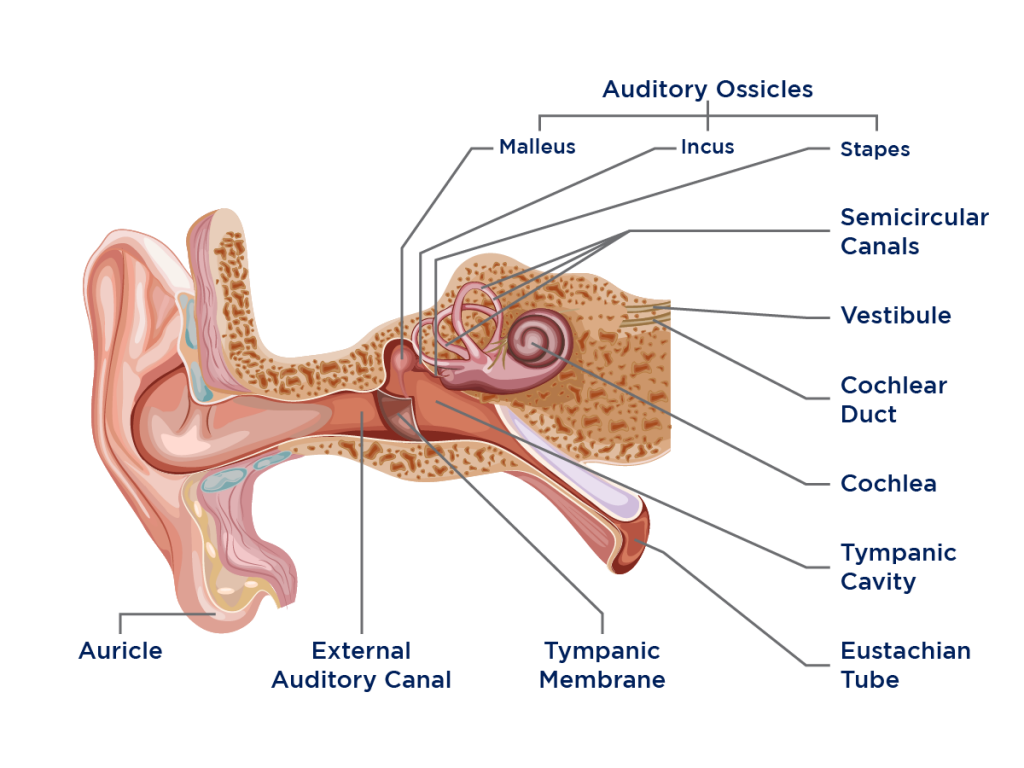 Auditory Ossicles
Malleus
Incus
Stapes
Semicircular
Canals
Vestibule
Cochlear
Duct
Cochlea
Tympanic
Cavity
Eustachian
Tube
Auricle
External
Auditory Canal
Tympanic
Membrane